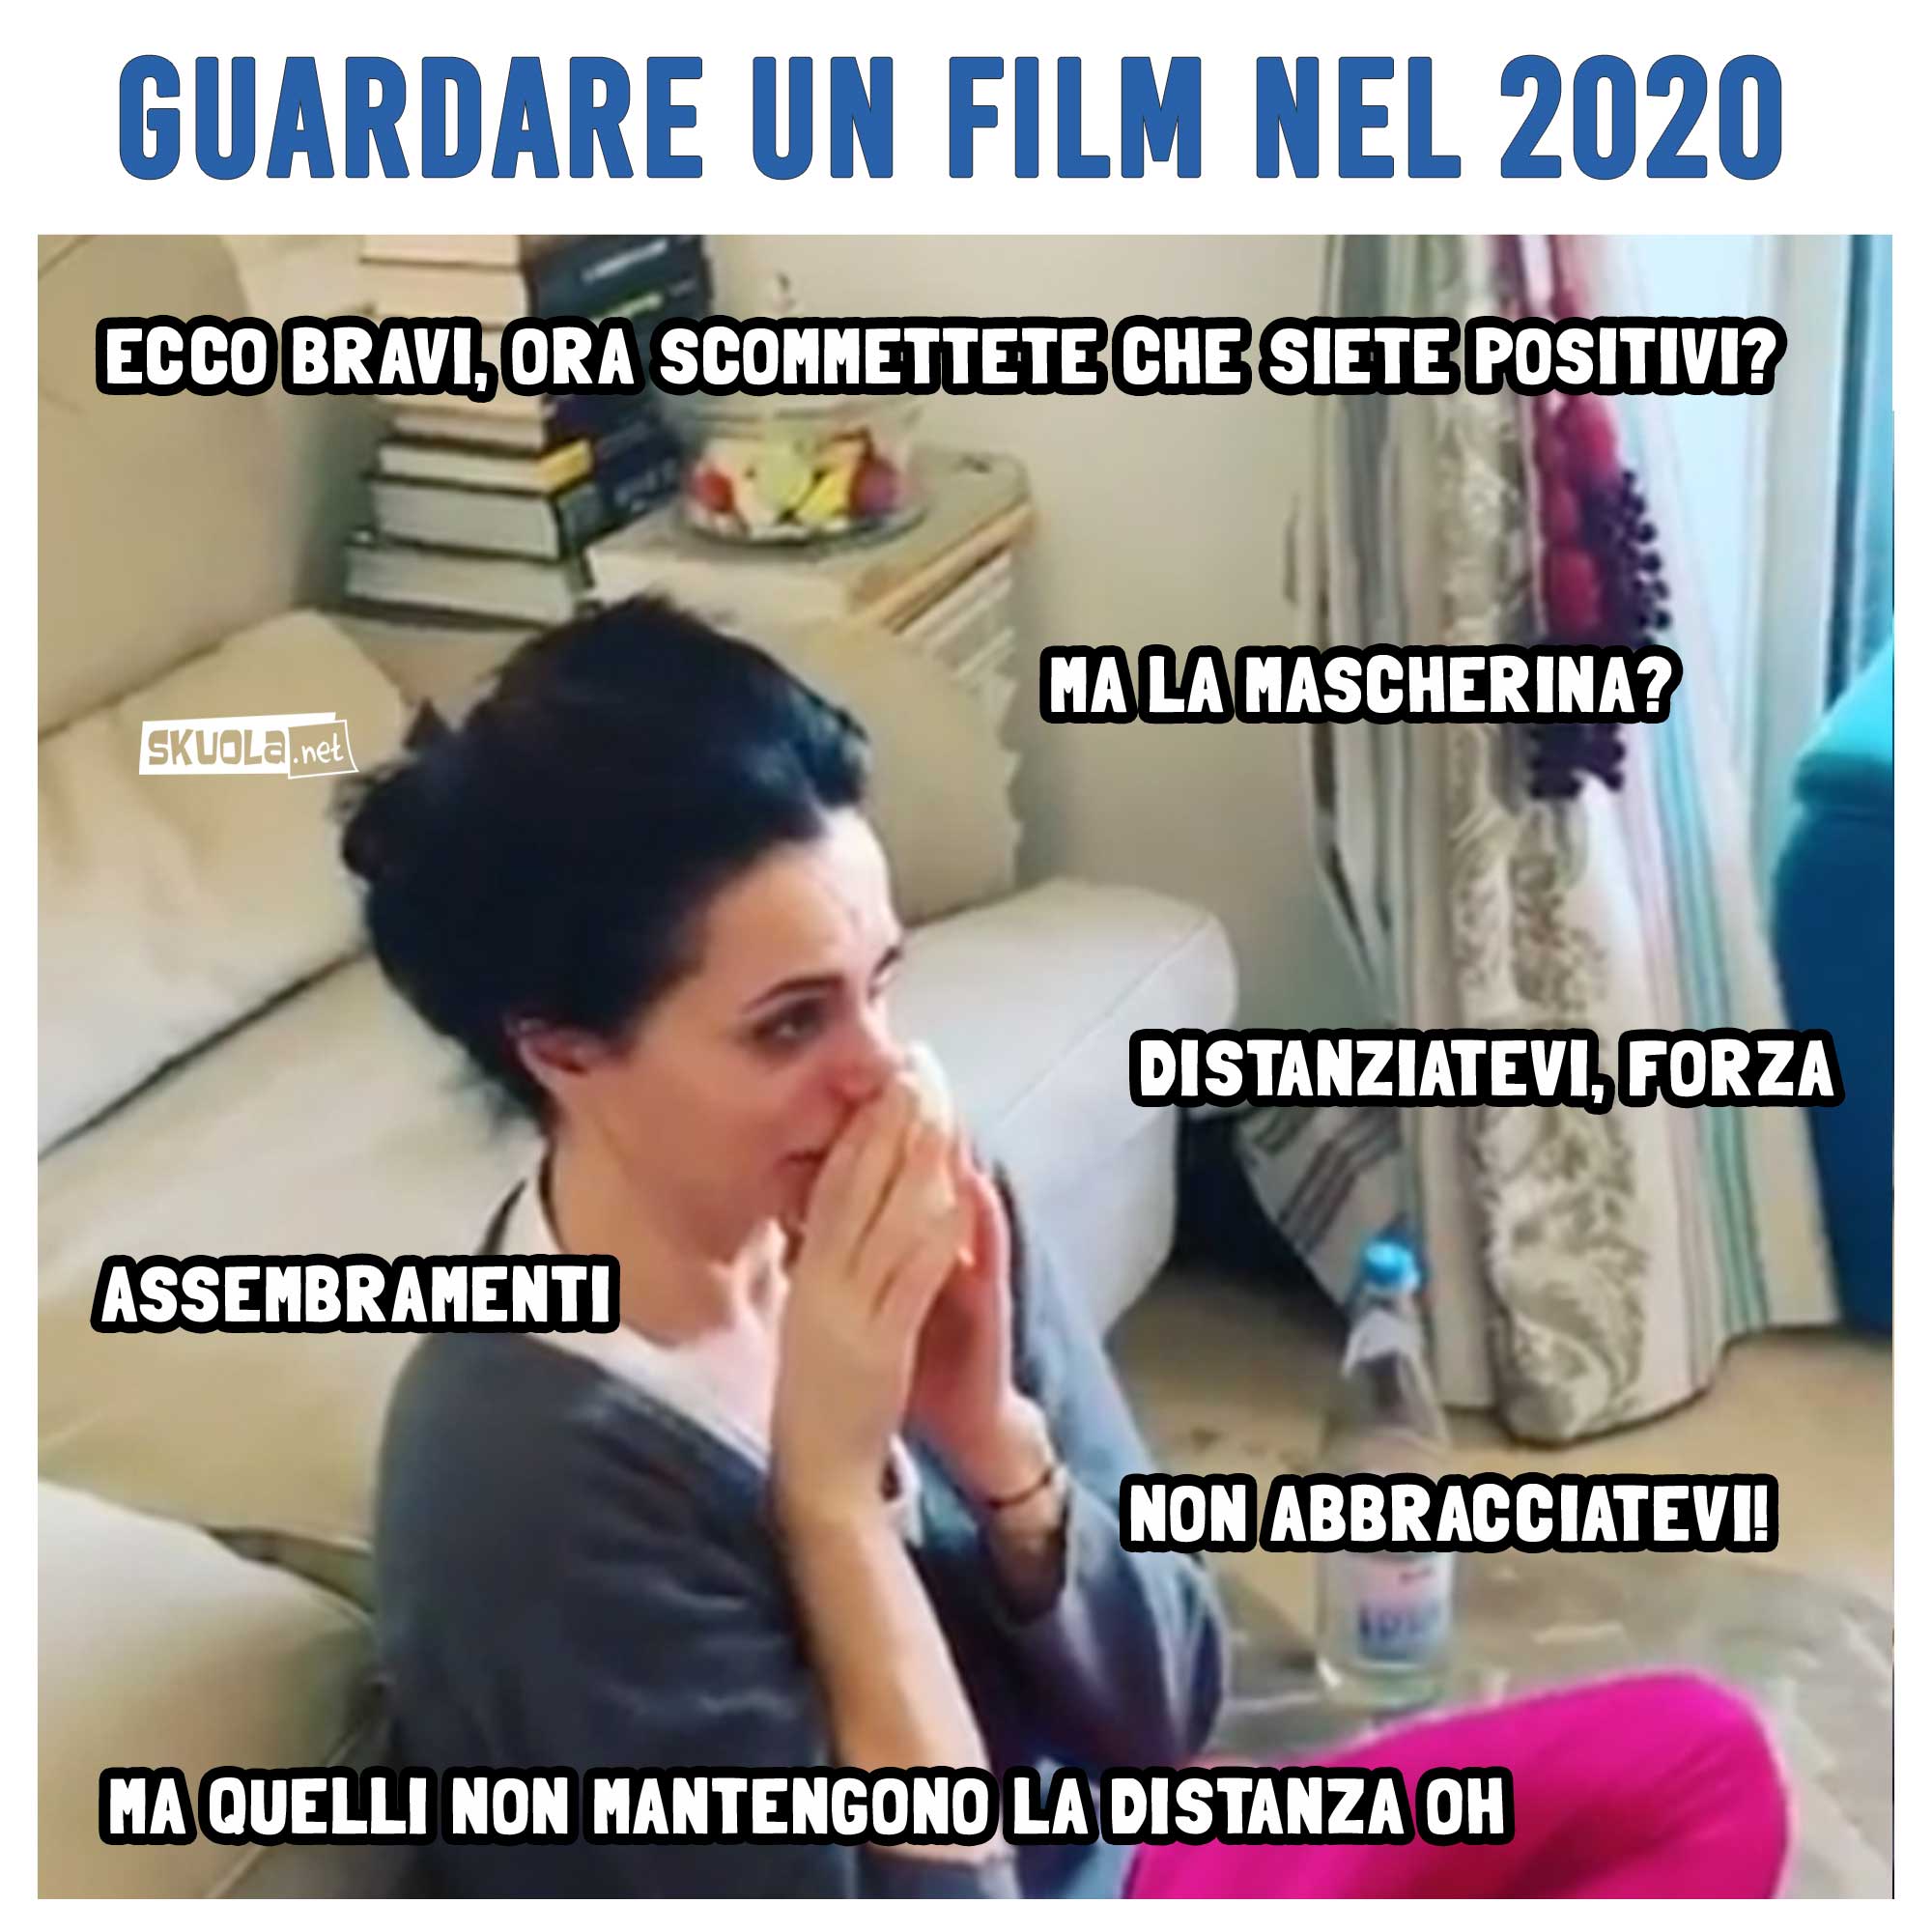 GUARDARE UN FILM NEL 2020
ECCO BRAVI, ORA SCOMMETTETE CHE SIETE POSITIVI?
MA LA MASCHERINA?
SKUOLA.net
DISTANZIATEVI, FORZA
ASSEMBRAMENTI
NON ABBRACCIATEVI!
MA QUELLI NON MANTENGONO LA DISTANZA OH